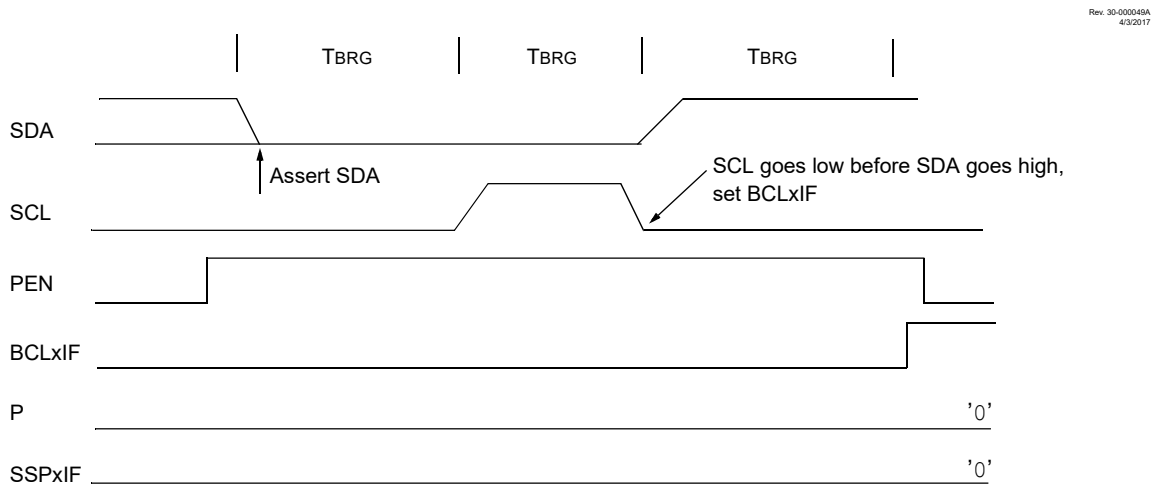 Rev. 30-000049A
4/3/2017
TBRG TBRG TBRG
SDA
Assert SDA
SCL goes low before SDA goes high,
set BCLxIF
SCL
PEN
BCLxIF
P
'0'
SSPxIF
'0'